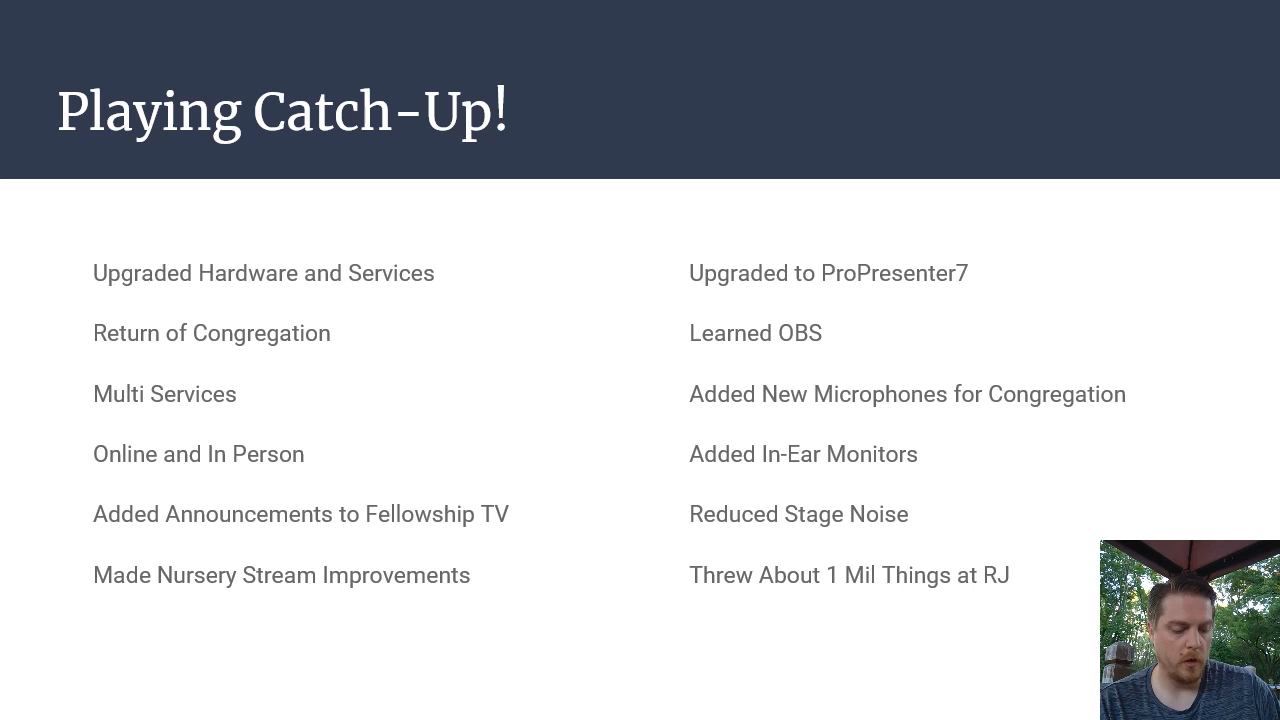 Playing Catch-Up!
Upgraded Hardware and Services
Return of Congregation
Multi Services
Online and In Person
Added Announcements to Fellowship TV
Made Nursery Stream Improvements
Upgraded to ProPresenter7
Learned OBS
Added New Microphones for Congregation
Added In-Ear Monitors
Reduced Stage Noise
Threw About 1 Mil Things at RJ